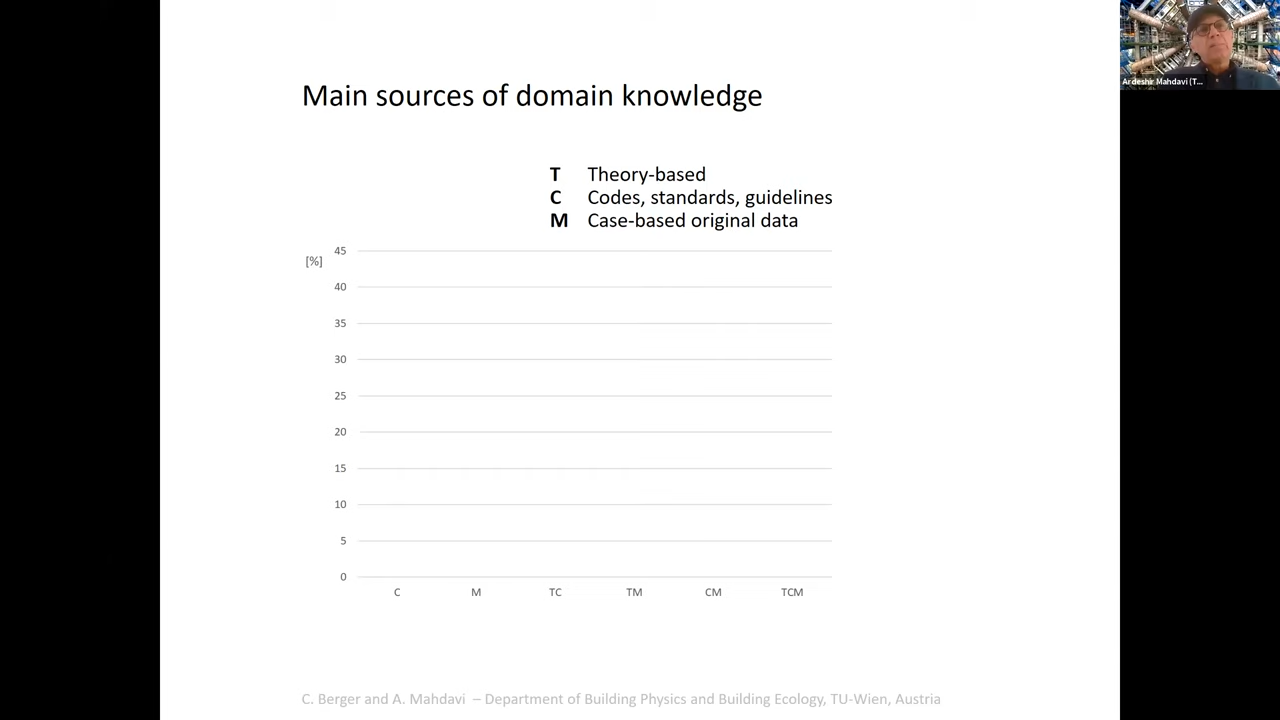 Ardeshir Mahdavi (T...
Main sources of domain knowledge
T Theory-based
C Codes, standards, guidelines
M Case-based original data
[%]
45
40
35
30
25
20
15
10
5
0
C M TC TM CM TCM
C. Berger and A. Mahdavi – Department of Building Physics and Building Ecology, TU-Wien, Austria